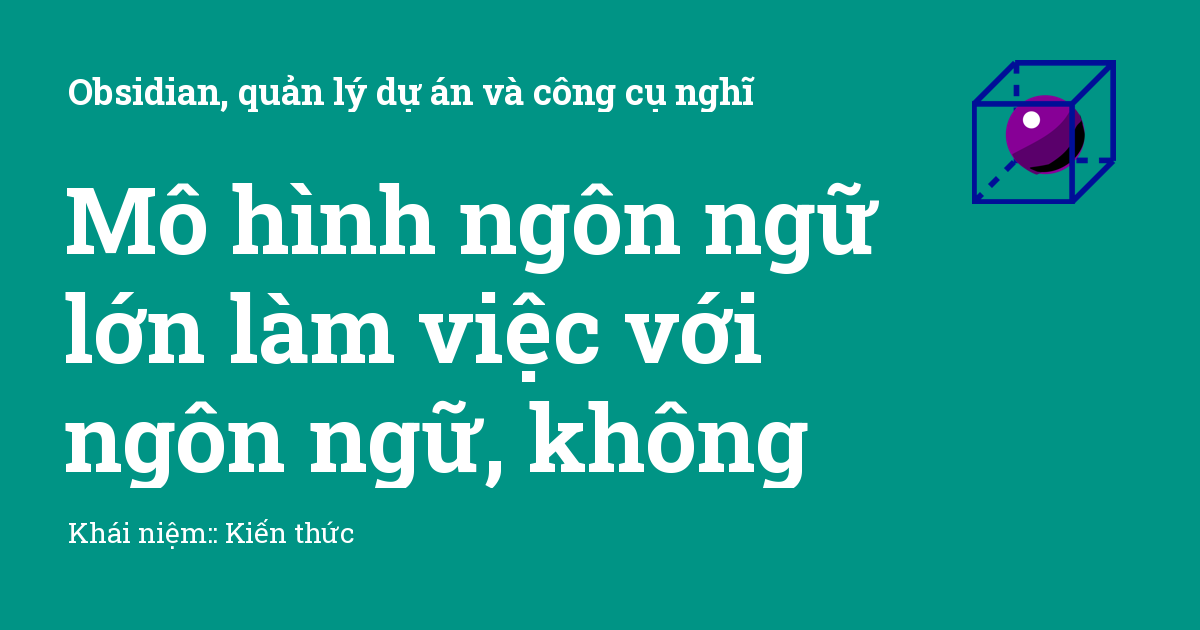 Obsidian, quản lý dự án và công cụ nghĩ
Mô hình ngôn ngữ
lớn làm việc với
ngôn ngữ, không
Khái niệm:: Kiến thức